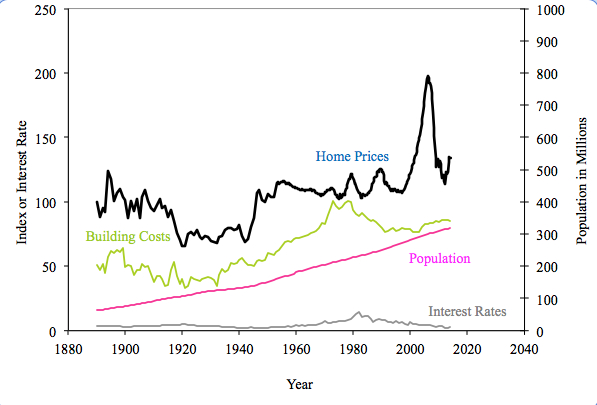 250
200
150
100
50
0
Index or Interest Rate
1000
900
800
700
600
500
400
300
200
100
0
Population in Millions
Home Prices
Building Costs
Population
Interest Rates
1880 1900 1920 1940 1960 1980 2000 2020 2040
Year